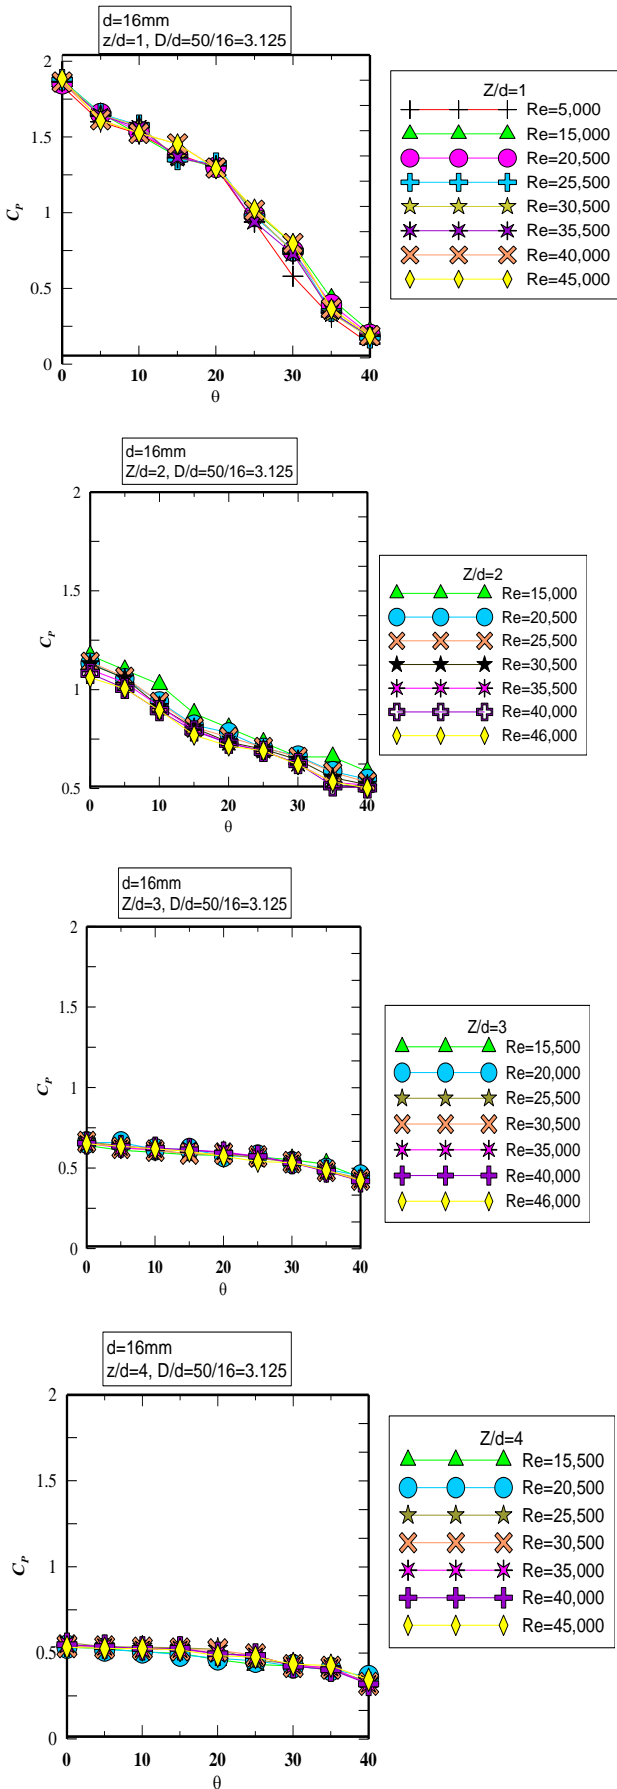 d=16mm
z/d=1, D/d=50/16=3.125
2
1.5
1
0.5
0
C_P
0
10
20
30
40
θ
Z/d=1
Re=5,000
Re=15,000
Re=20,500
Re=25,500
Re=30,500
Re=35,500
Re=40,000
Re=45,000
d=16mm
Z/d=2, D/d=50/16=3.125
2
1.5
1
0.5
C_P
0
10
20
30
40
θ
Z/d=2
Re=15,000
Re=20,500
Re=25,500
Re=30,500
Re=35,500
Re=40,000
Re=46,000
d=16mm
Z/d=3, D/d=50/16=3.125
2
1.5
1
0.5
0
C_P
0
10
20
30
40
θ
Z/d=3
Re=15,500
Re=20,000
Re=25,500
Re=30,500
Re=35,000
Re=40,000
Re=46,000
d=16mm
z/d=4, D/d=50/16=3.125
2
1.5
1
0.5
0
C_P
0
10
20
30
40
θ
Z/d=4
Re=15,500
Re=20,500
Re=25,500
Re=30,500
Re=35,000
Re=40,000
Re=45,000